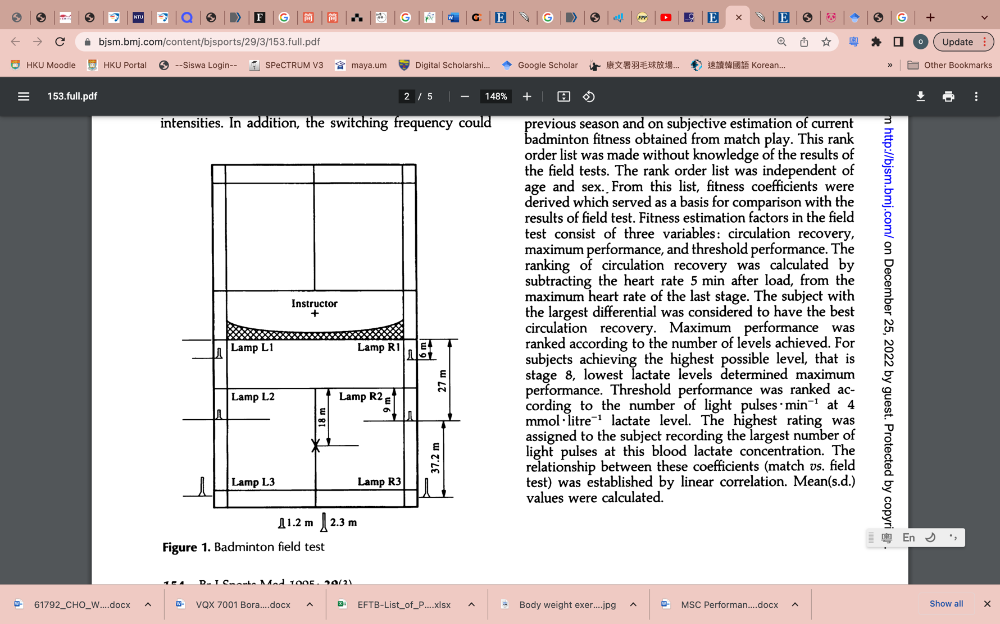 NTU
F
G
简
简
G
W
G
E
G
FPP
E
E
G
bjsm.bmj.com/content/bjsports/29/3/153.full.pdf
粵
O
Update
HKU Moodle
HKU Portal
--Siswa Login--
SPeCTRUM V3
maya.um
Digital Scholarshi...
Google Scholar
康文署羽毛球放場...
速讀韓國語 Korean...
»
Other Bookmarks
153.full.pdf
2 / 5
148%
intensities. In addition, the switching frequency could
Instructor
Lamp L1
Lamp R1
6 m
27 m
Lamp L2
Lamp R2
9 m
18 m
37.2 m
Lamp L3
Lamp R3
1.2 m
2.3 m
Figure 1. Badminton field test
154 Br J Sports Med 1995; 29(3)
previous season and on subjective estimation of current
badminton fitness obtained from match play. This rank
order list was made without knowledge of the results of
the field tests. The rank order list was independent of
age and sex. From this list, fitness coefficients were
derived which served as a basis for comparison with the
results of field test. Fitness estimation factors in the field
test consist of three variables: circulation recovery,
maximum performance, and threshold performance. The
ranking of circulation recovery was calculated by
subtracting the heart rate 5 min after load, from the
maximum heart rate of the last stage. The subject with
the largest differential was considered to have the best
circulation recovery. Maximum performance was
ranked according to the number of levels achieved. For
subjects achieving the highest possible level, that is
stage 8, lowest lactate levels determined maximum
performance. Threshold performance was ranked ac-
cording to the number of light pulses·min⁻¹ at 4
mmol·litre⁻¹ lactate level. The highest rating was
assigned to the subject recording the largest number of
light pulses at this blood lactate concentration. The
relationship between these coefficients (match vs. field
test) was established by linear correlation. Mean(s.d.)
values were calculated.
m http://bjsm.bmj.com/ on December 25, 2022 by guest. Protected by copyri
粵 En
61792_CHO_W....docx
VQX 7001 Bora....docx
EFTB-List_of_P....xlsx
Body weight exer....jpg
MSC Performan....docx
Show all